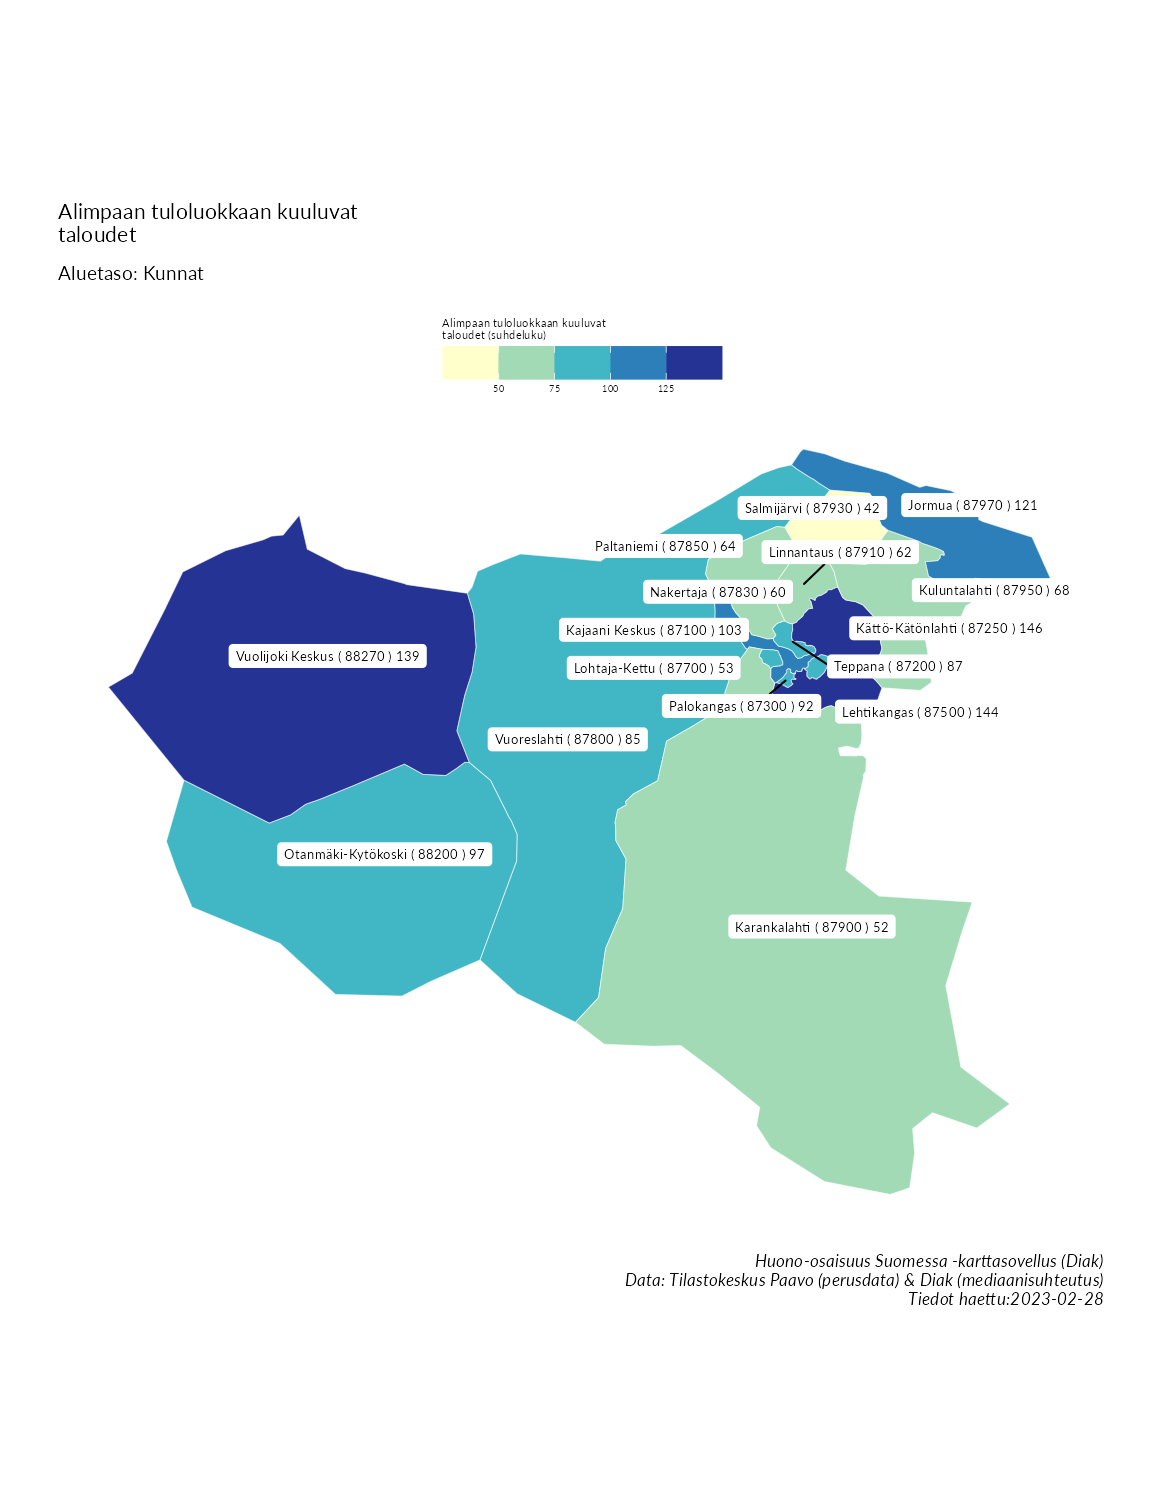 Alimpaan tuloluokkaan kuuluvat
taloudet
Aluetaso: Kunnat
Alimpaan tuloluokkaan kuuluvat
taloudet (suhdeluku)
50 75 100 125
Salmijärvi ( 87930 ) 42
Jormua ( 87970 ) 121
Paltaniemi ( 87850 ) 64
Linnantaus ( 87910 ) 62
Nakertaja ( 87830 ) 60
Kuluntalahti ( 87950 ) 68
Kajaani Keskus ( 87100 ) 103
Kättö-Kätönlahti ( 87250 ) 146
Vuolijoki Keskus ( 88270 ) 139
Lohtaja-Kettu ( 87700 ) 53
Teppana ( 87200 ) 87
Palokangas ( 87300 ) 92
Lehtikangas ( 87500 ) 144
Vuoreslahti ( 87800 ) 85
Otanmäki-Kytökoski ( 88200 ) 97
Karankalahti ( 87900 ) 52
Huono-osaisuus Suomessa -karttasovellus (Diak)
Data: Tilastokeskus Paavo (perusdata) & Diak (mediaanisuhteutus)
Tiedot haettu:2023-02-28